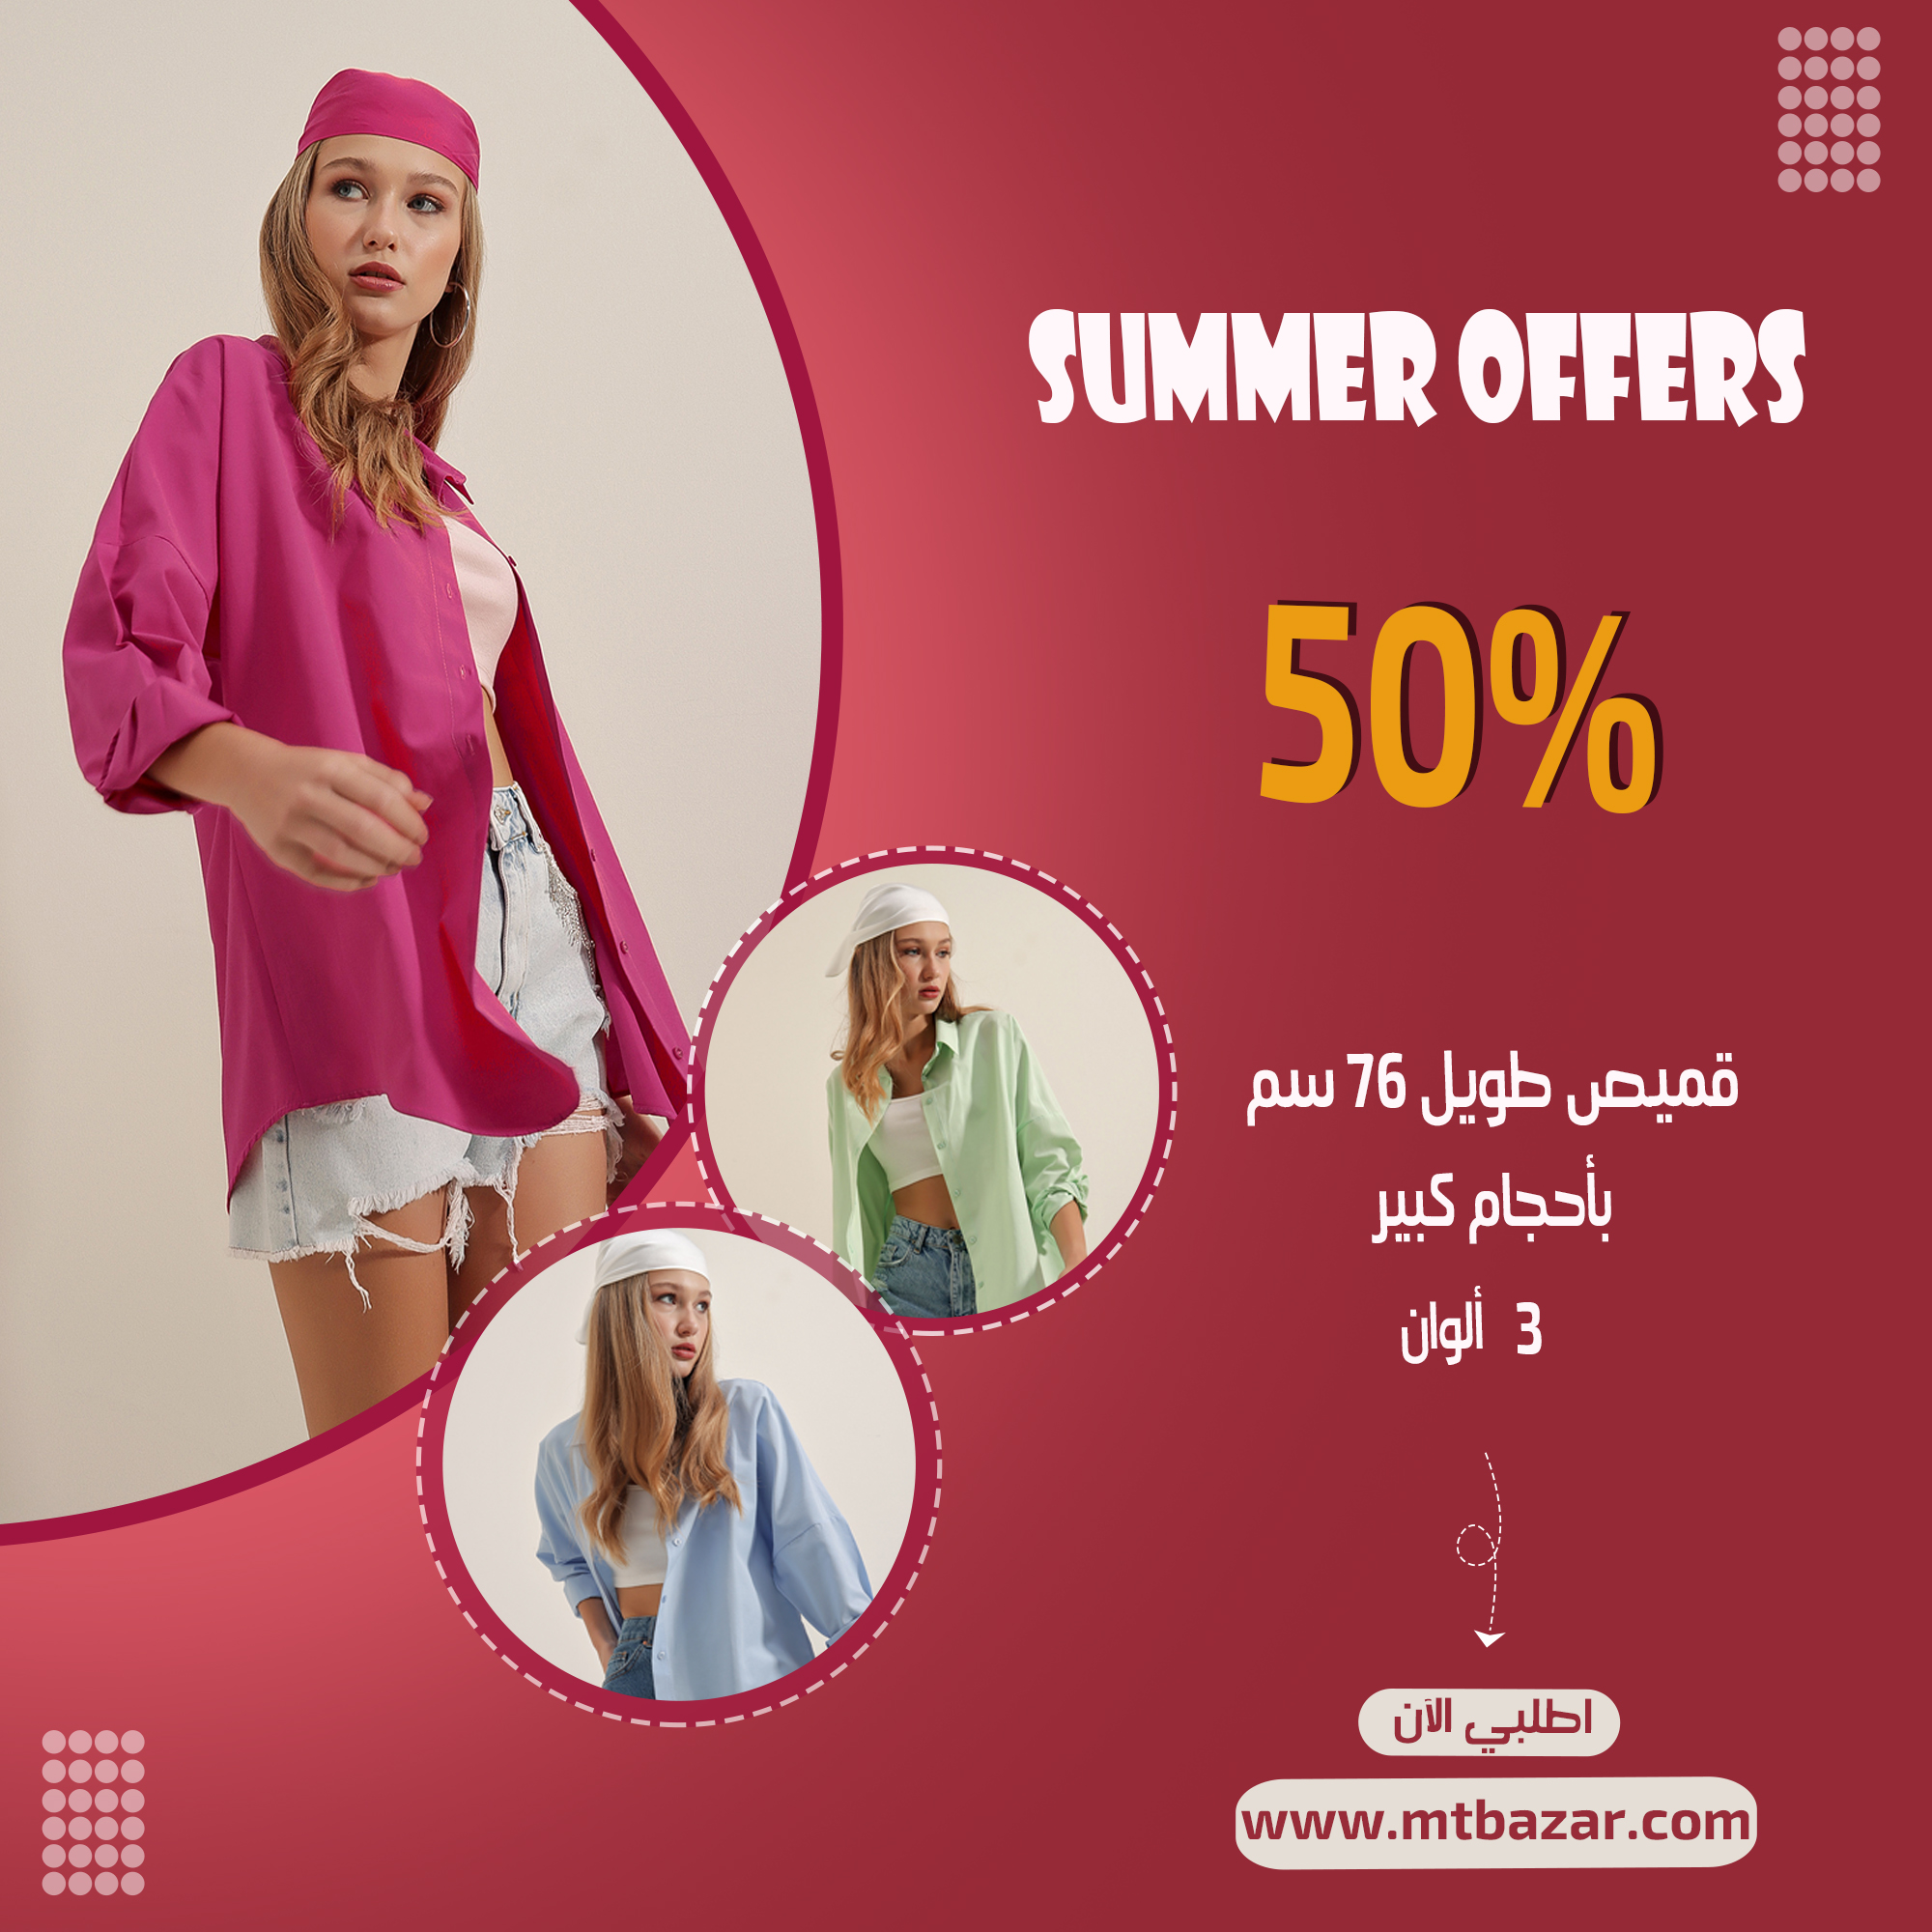 SUMMER OFFERS
50%
قميص طويل 76 سم
بأحجام كبير
3 ألوان
اطلبي الآن
www.mtbazar.com